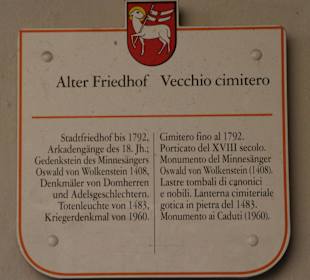 Alter Friedhof
Vecchio cimitero
Stadtfriedhof bis 1792,
Arkadengänge des 18. Jh.;
Gedenkstein des Minnesängers
Oswald von Wolkenstein 1408,
Denkmäler von Domherren
und Adelsgeschlechtern.
Totenleuchte von 1483,
Kriegerdenkmal von 1960.
Cimitero fino al 1792.
Porticato del XVIII secolo.
Monumento del Minnesänger
Oswald von Wolkenstein (1408).
Lastre tombali di canonici
e nobili. Lanterna cimiteriale
gotica in pietra del 1483.
Monumento ai Caduti (1960).